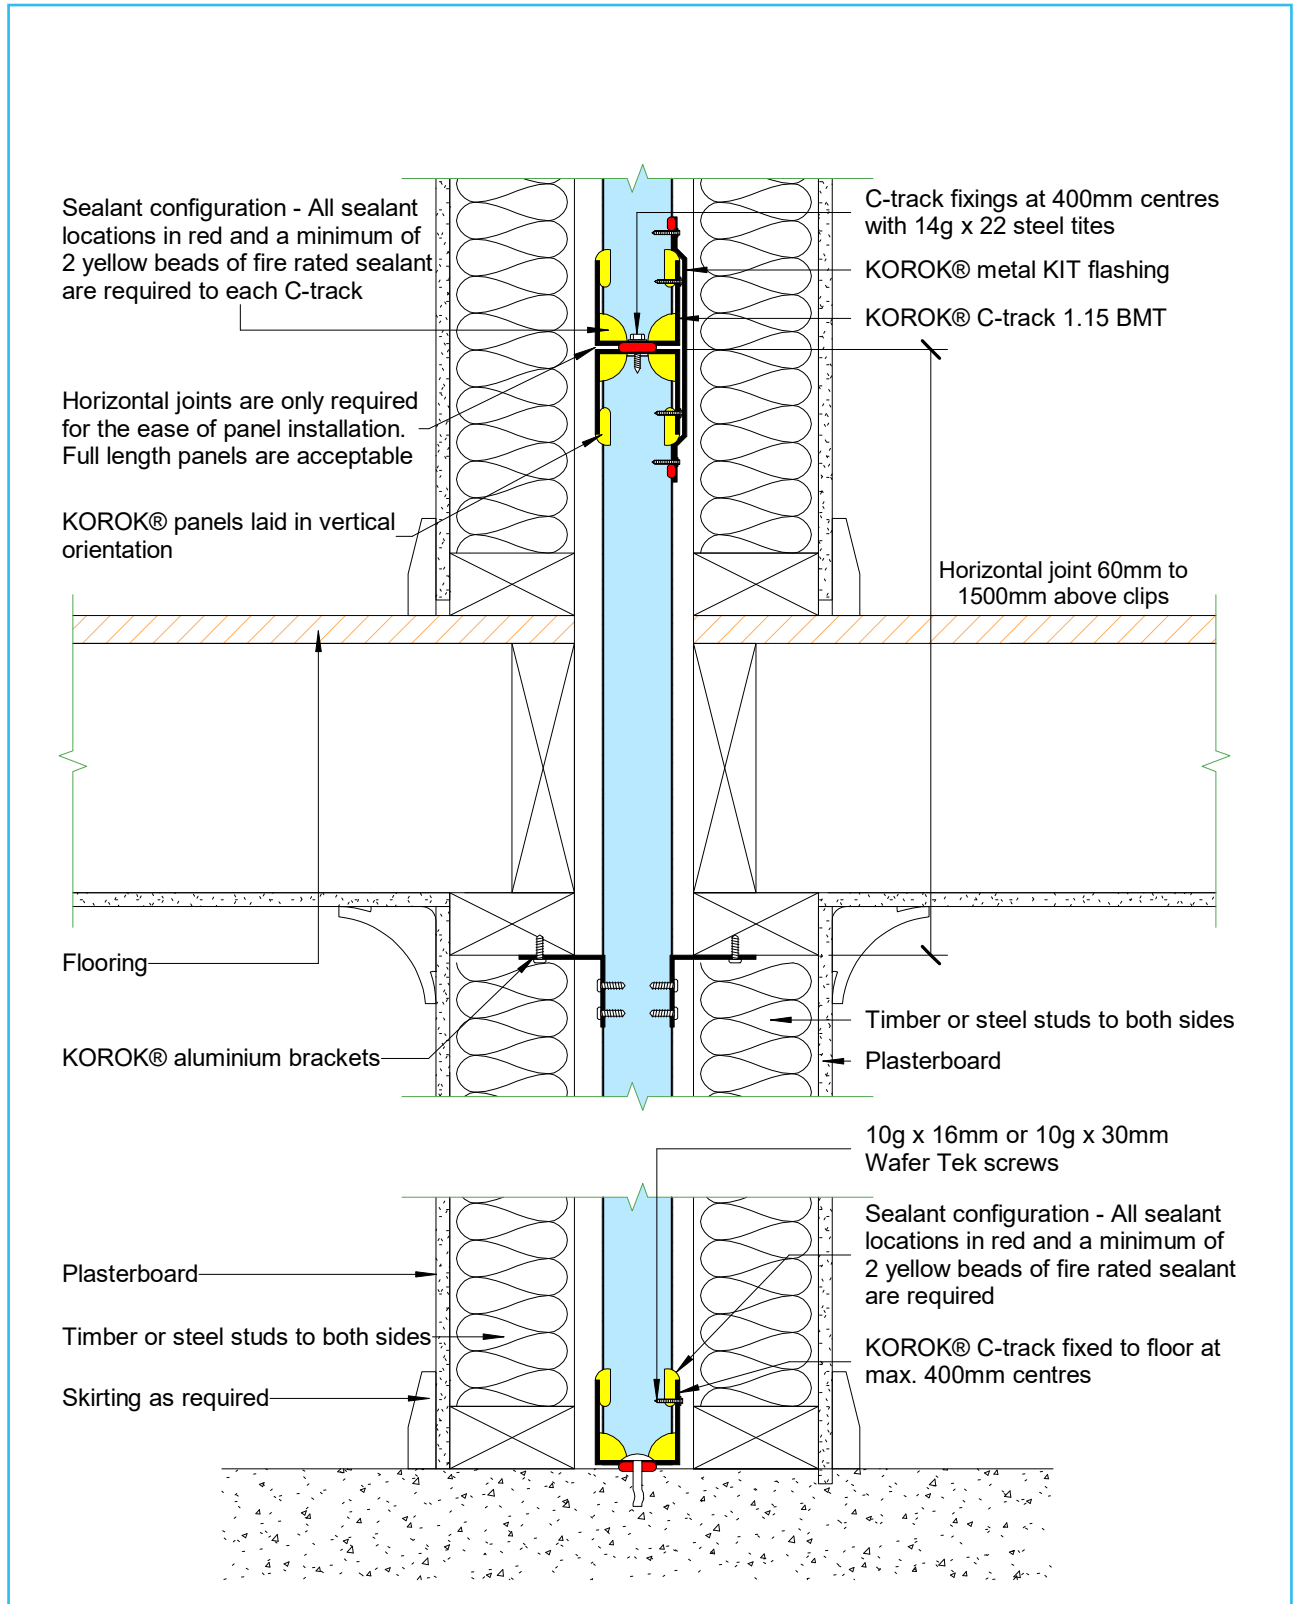 Sealant configuration - All sealant
locations in red and a minimum of
2 yellow beads of fire rated sealant
are required to each C-track
Horizontal joints are only required
for the ease of panel installation.
Full length panels are acceptable
KOROK® panels laid in vertical
orientation
Flooring
KOROK® aluminium brackets
Plasterboard
Timber or steel studs to both sides
Skirting as required
C-track fixings at 400mm centres
with 14g x 22 steel tites
KOROK® metal KIT flashing
KOROK® C-track 1.15 BMT
Horizontal joint 60mm to
1500mm above clips
Timber or steel studs to both sides
Plasterboard
10g x 16mm or 10g x 30mm
Wafer Tek screws
Sealant configuration - All sealant
locations in red and a minimum of
2 yellow beads of fire rated sealant
are required
KOROK® C-track fixed to floor at
max. 400mm centres